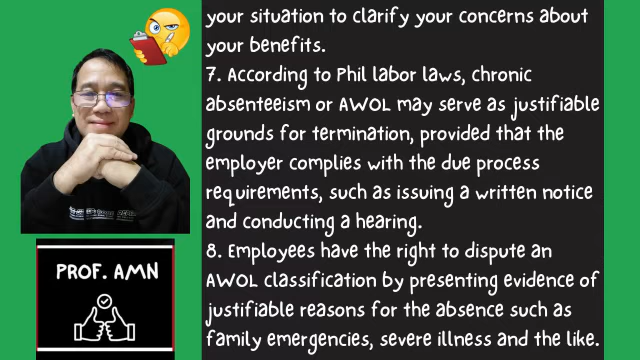 your situation to clarify your concerns about
your benefits.
7. According to Phil labor laws, chronic
absenteeism or AWOL may serve as justifiable
grounds for termination, provided that the
employer complies with the due process
requirements, such as issuing a written notice
and conducting a hearing.
8. Employees have the right to dispute an
AWOL classification by presenting evidence of
justifiable reasons for the absence such as
family emergencies, severe illness and the like.
PROF. AMN